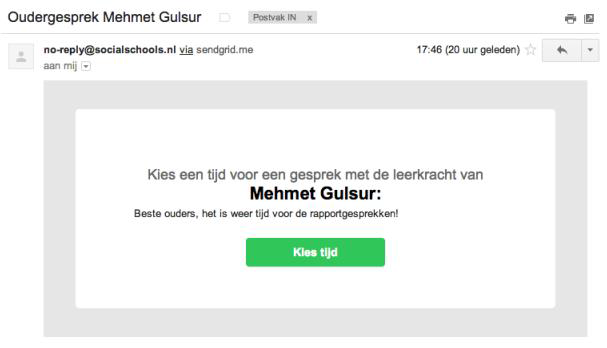 Oudergesprek Mehmet Gulsur
Postvak IN x
no-reply@socialschools.nl via sendgrid.me
17:46 (20 uur geleden)
aan mij
Kies een tijd voor een gesprek met de leerkracht van
Mehmet Gulsur:
Beste ouders, het is weer tijd voor de rapportgesprekken!
Kies tijd